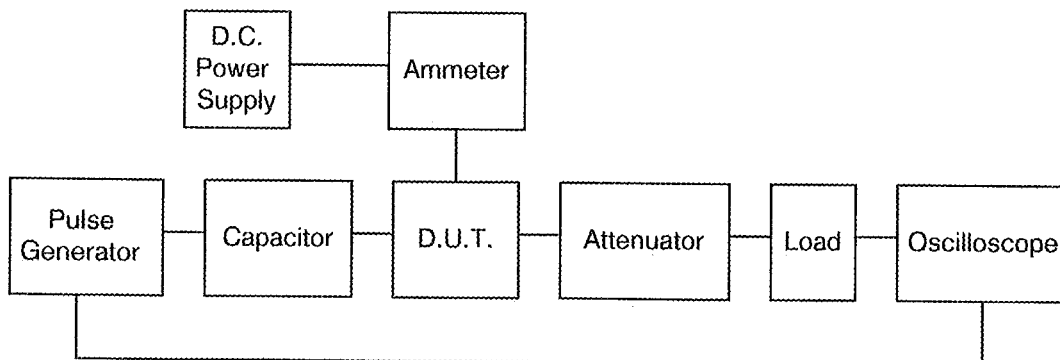 D.C.
Power
Supply
Ammeter
Pulse
Generator
Capacitor
D.U.T.
Attenuator
Load
Oscilloscope